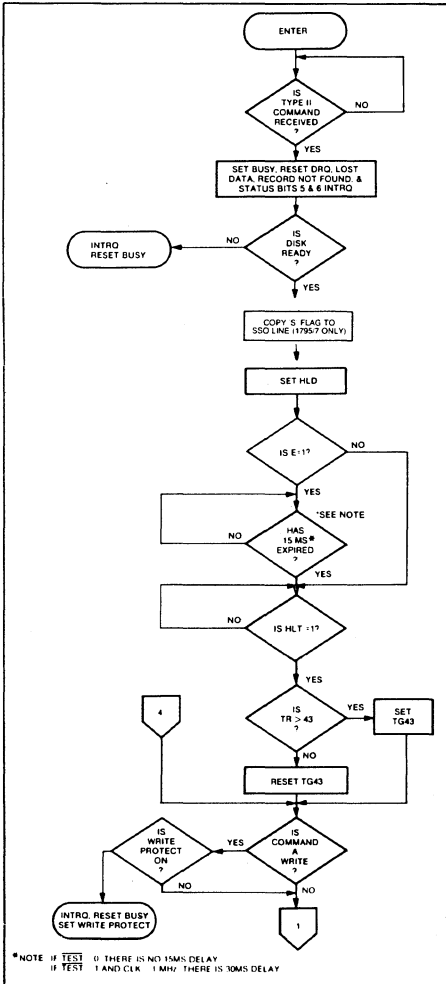 ENTER
IS
TYPE II
COMMAND
RECEIVED
?
NO
YES
SET BUSY, RESET DRQ, LOST
DATA, RECORD NOT FOUND, &
STATUS BITS 5 & 6 INTRQ
IS
DISK
READY
?
NO
INTRQ
RESET BUSY
YES
COPY S FLAG TO
SSO LINE (1795/7 ONLY)
SET HLD
IS E=1?
NO
YES
*SEE NOTE
HAS
15 MS*
EXPIRED
?
NO
YES
IS HLT =1?
NO
YES
4
IS
TR > 43
?
YES
SET
TG43
NO
RESET TG43
IS
WRITE
PROTECT
ON
?
YES
IS
COMMAND
A
WRITE
?
NO
NO
INTRQ, RESET BUSY
SET WRITE PROTECT
1
*NOTE IF TEST 0 THERE IS NO 15MS DELAY
IF TEST 1 AND CLK 1 MHz THERE IS 30MS DELAY